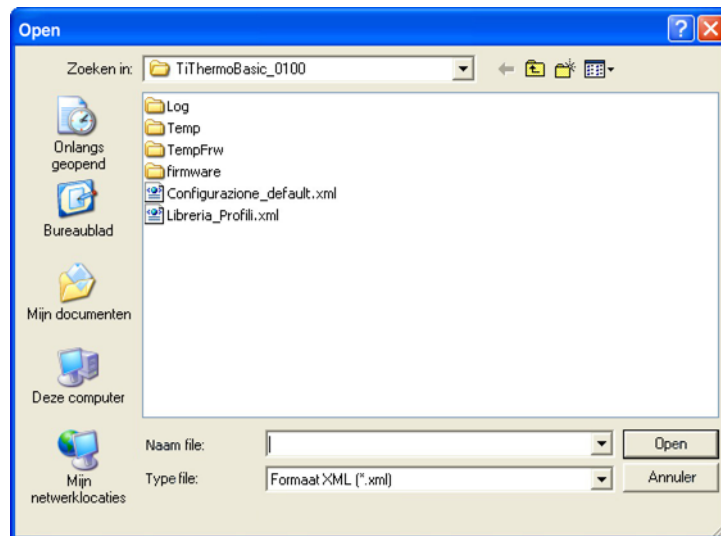 Open
Zoeken in:
TiThermoBasic_0100
Onlangs
geopend
Bureaublad
Mijn documenten
Deze computer
Mijn
netwerklocaties
Log
Temp
TempFrw
firmware
Configurazione_default.xml
Libreria_Profili.xml
Naam file:
Open
Type file:
Formaat XML (*.xml)
Annuler